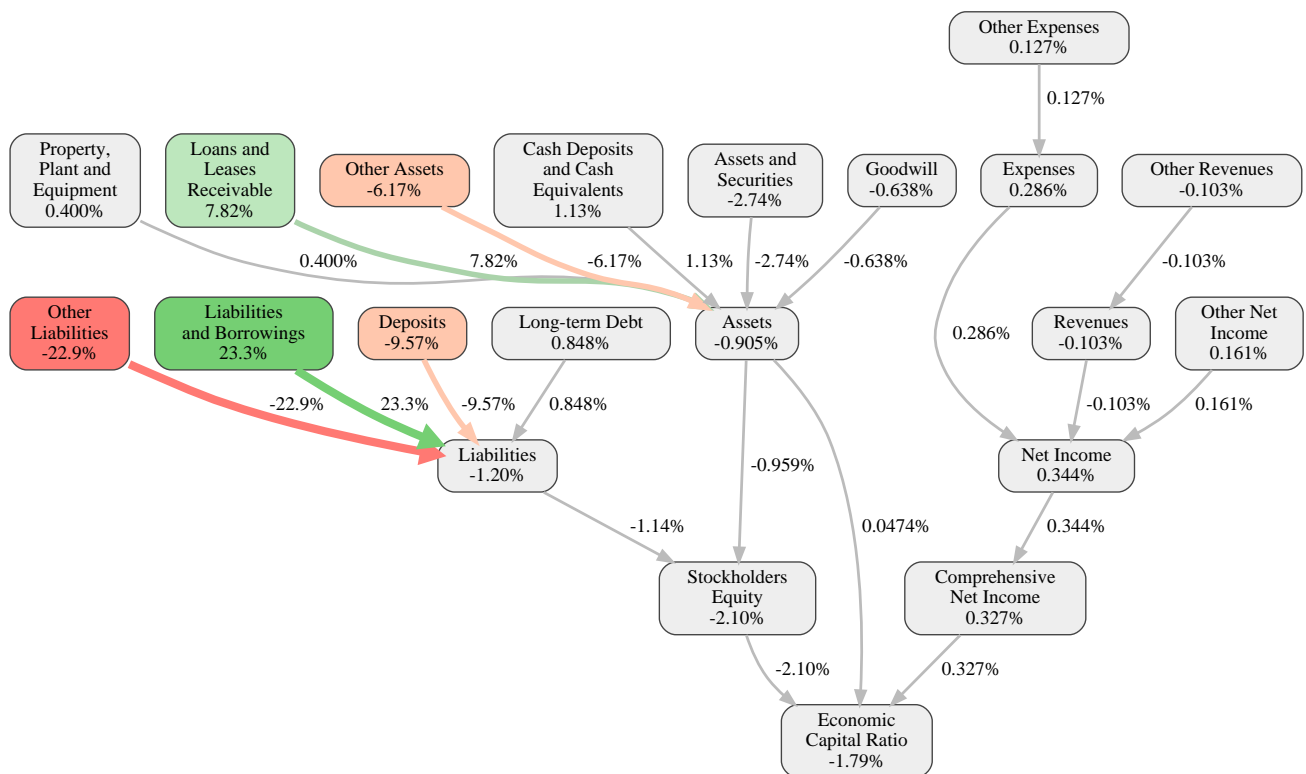 Other Expenses
0.127%
0.127%
Property,
Plant and
Equipment
0.400%
Loans and
Leases
Receivable
7.82%
Other Assets
-6.17%
Cash Deposits
and Cash
Equivalents
1.13%
Assets and
Securities
-2.74%
Goodwill
-0.638%
Expenses
0.286%
Other Revenues
-0.103%
0.400%
7.82%
-6.17%
1.13%
-2.74%
-0.638%
-0.103%
Other
Liabilities
-22.9%
Liabilities
and Borrowings
23.3%
Deposits
-9.57%
Long-term Debt
0.848%
Assets
-0.905%
0.286%
Revenues
-0.103%
Other Net
Income
0.161%
-22.9%
23.3%
-9.57%
0.848%
-0.103%
0.161%
Liabilities
-1.20%
-0.959%
Net Income
0.344%
-1.14%
0.0474%
0.344%
Stockholders
Equity
-2.10%
Comprehensive
Net Income
0.327%
-2.10%
0.327%
Economic
Capital Ratio
-1.79%